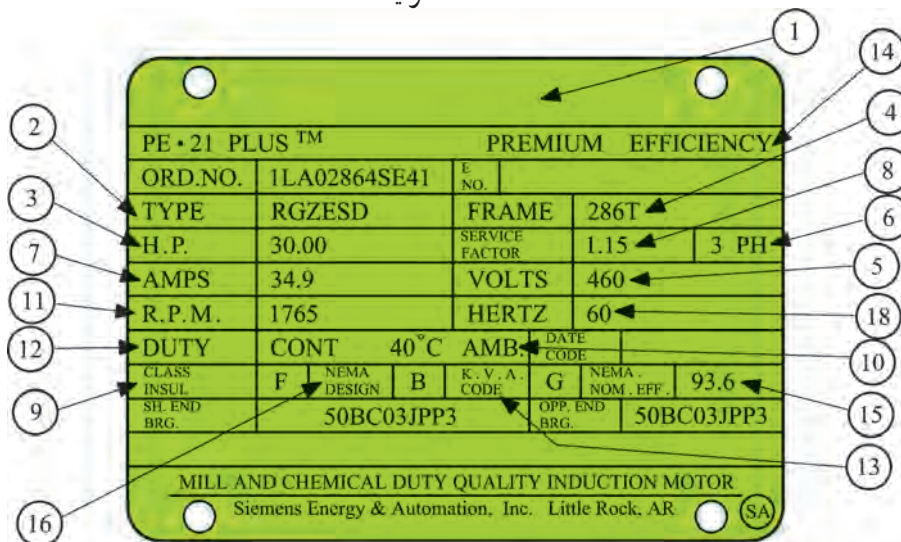 1
14
PE • 21 PLUS ™ PREMIUM EFFICIENCY
2
4
ORD.NO. 1LA02864SE41 E NO.
TYPE RGZESD FRAME 286T
3
8
H.P. 30.00 SERVICE FACTOR 1.15 3 PH
6
7
AMPS 34.9 VOLTS 460
5
11
R.P.M. 1765 HERTZ 60
18
12
DUTY CONT 40°C AMB. DATE CODE
10
CLASS INSUL F NEMA DESIGN B K.V.A. CODE G NEMA. NOM. EFF. 93.6
9
15
SH. END BRG. 50BC03JPP3 OPP. END BRG. 50BC03JPP3
13
MILL AND CHEMICAL DUTY QUALITY INDUCTION MOTOR
16
Siemens Energy & Automation, Inc. Little Rock, AR SA